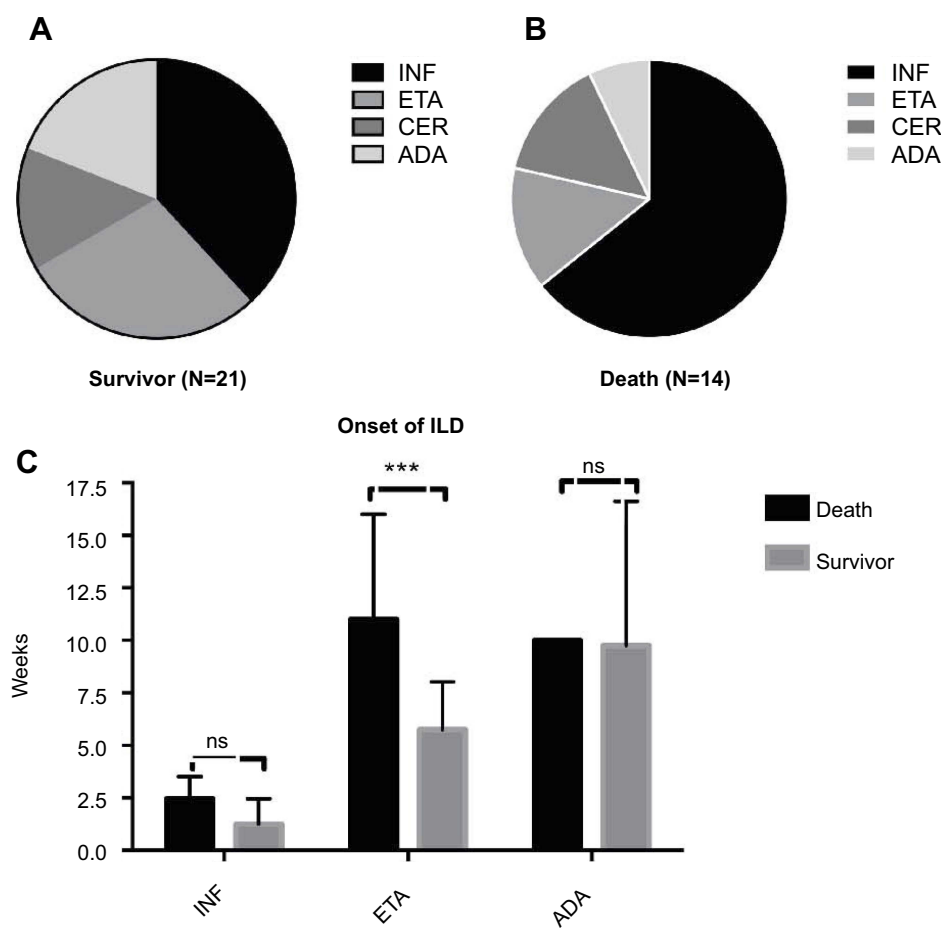 A
INF
ETA
CER
ADA
Survivor (N=21)
B
INF
ETA
CER
ADA
Death (N=14)
Onset of ILD
C
Weeks
17.5
15.0
12.5
10.0
7.5
5.0
2.5
0.0
ns
***
ns
INF
ETA
ADA
Death
Survivor